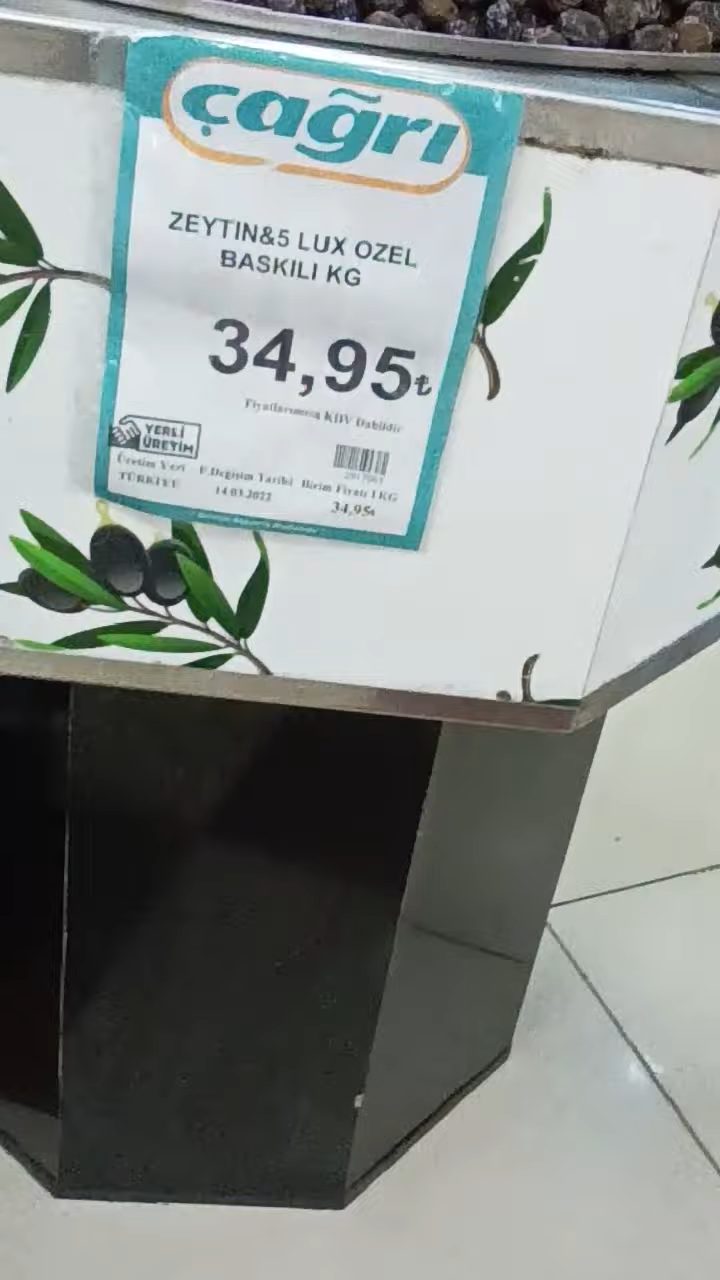 çağrı
ZEYTIN&5 LUX OZEL
BASKILI KG
34,95₺
Fiyatlarımıza KDV Dahildir
YERLİ
ÜRETİM
Üretim Yeri F.Değişim Tarihi Birim Fiyatı 1 KG
TÜRKİYE 14.03.2022 34,95₺